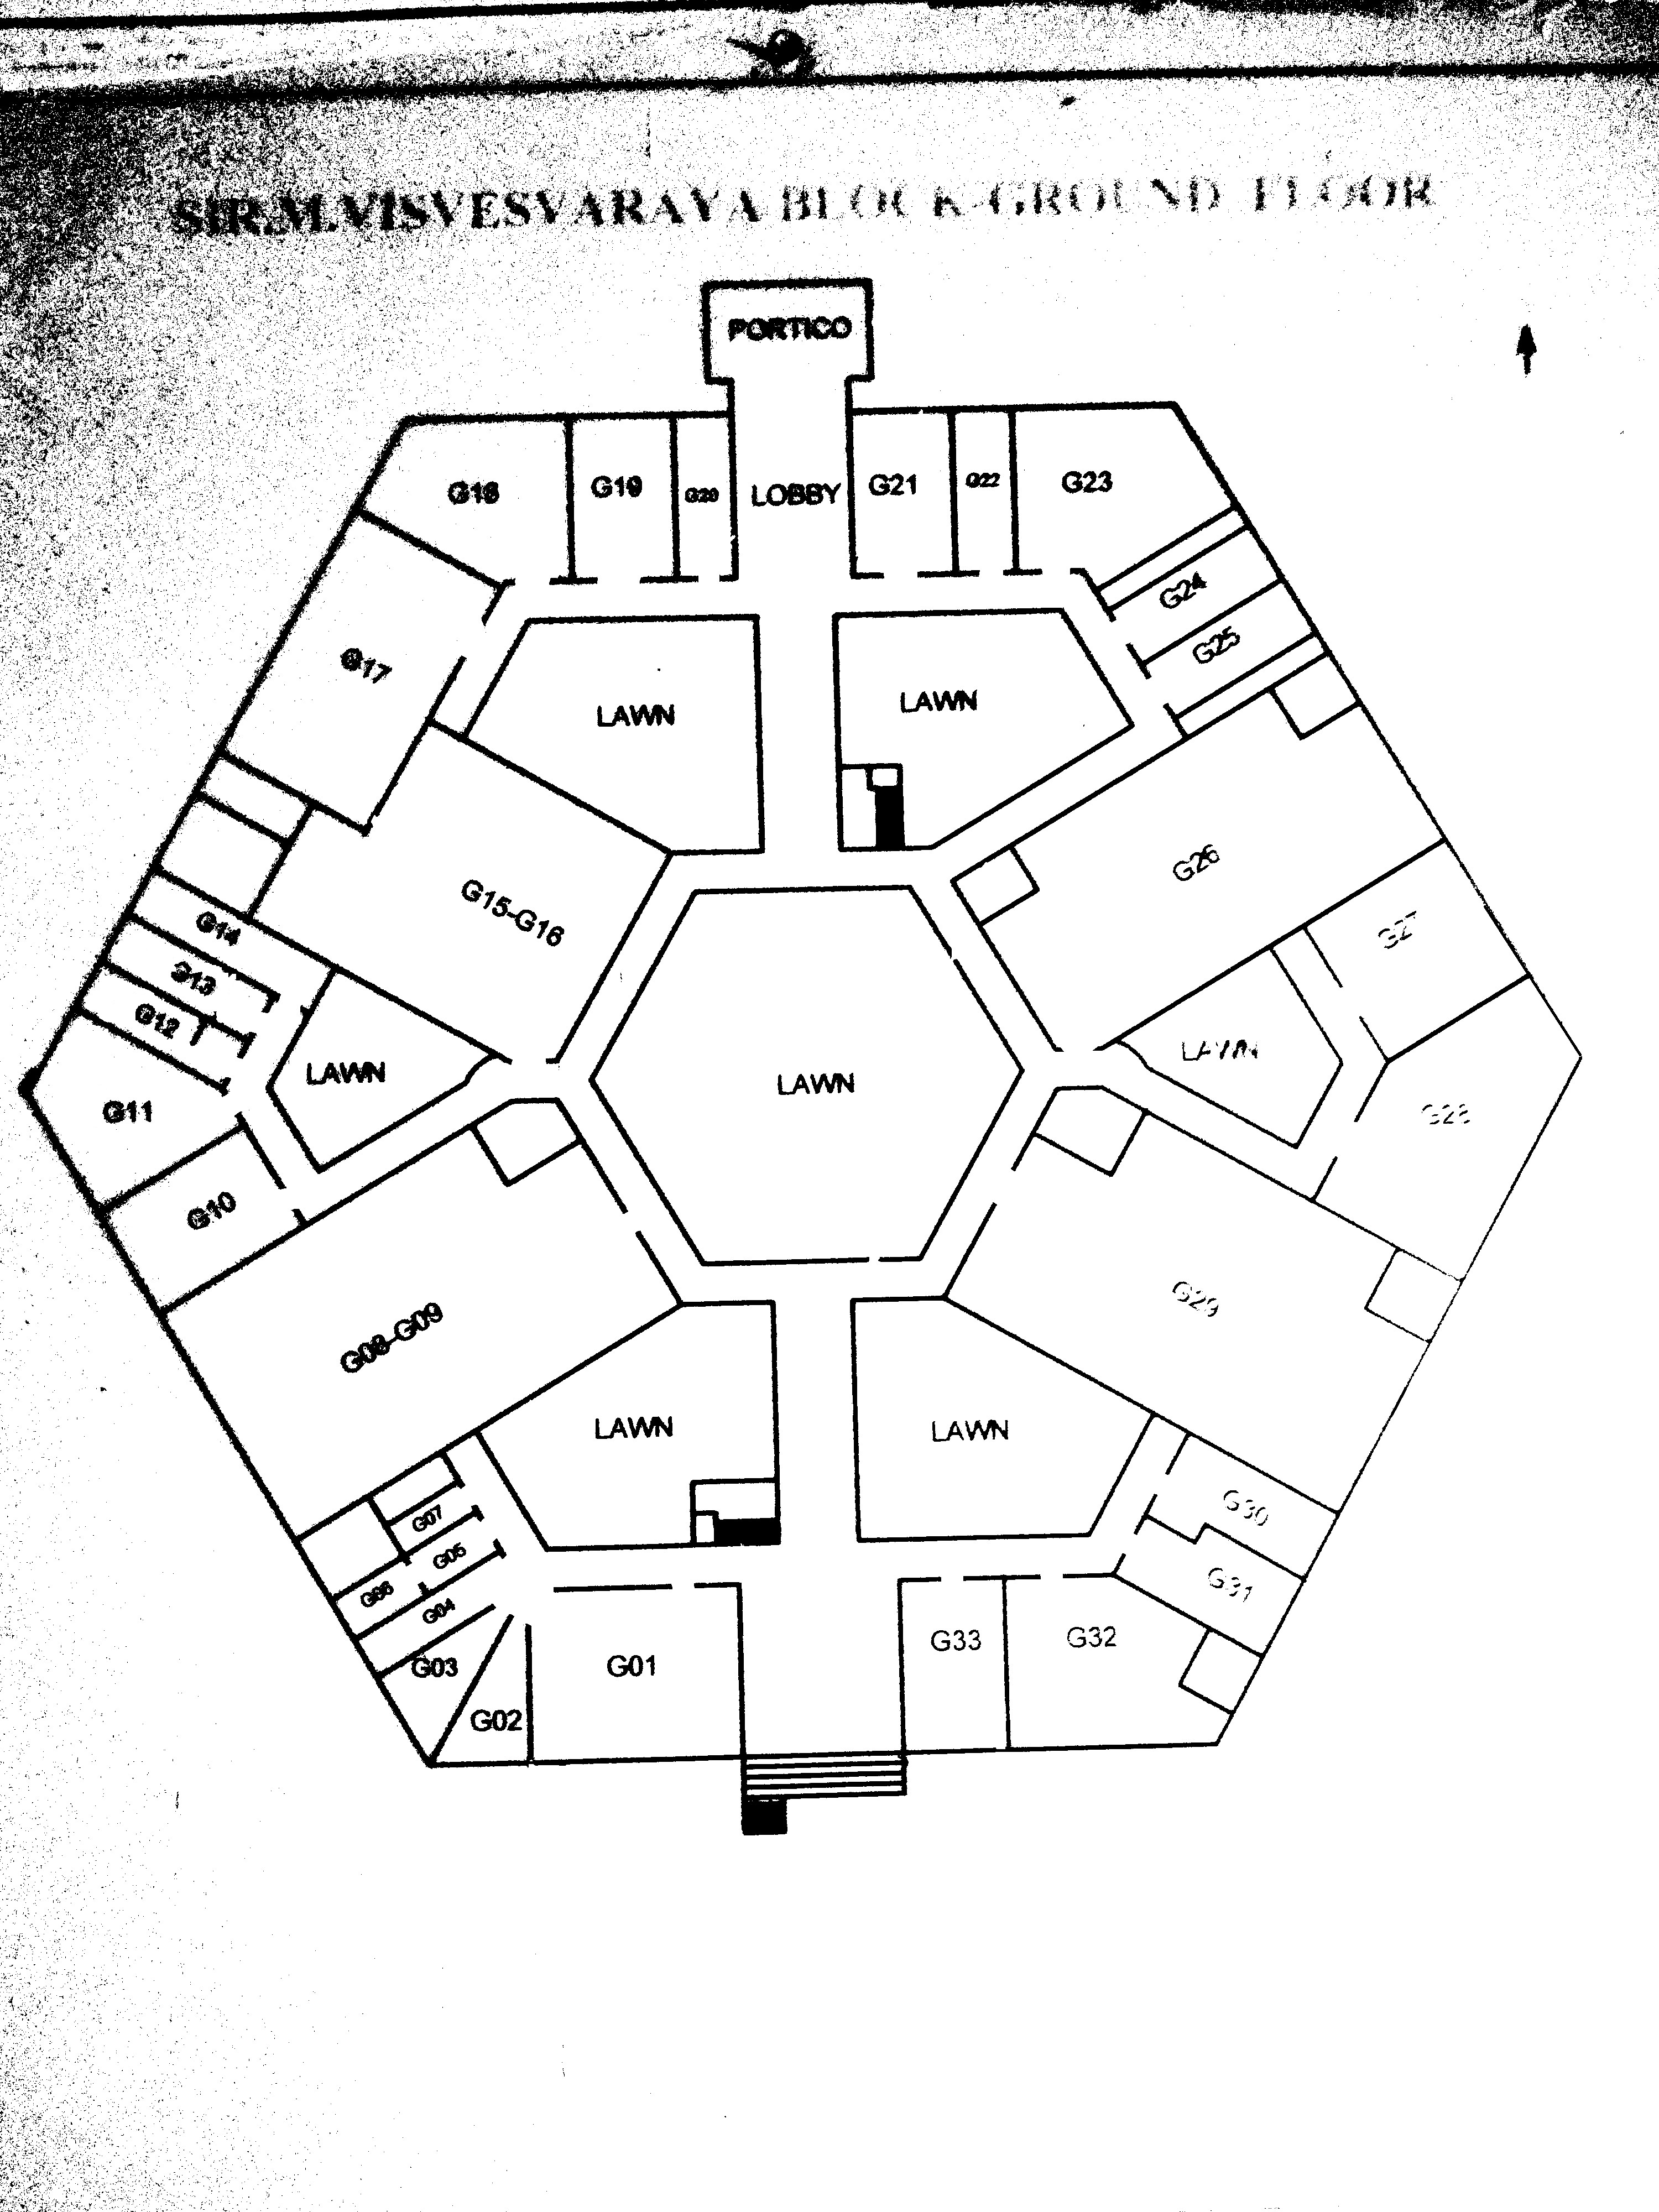 SIR.M.VISVESVARAYA BLOCK-GROUND FLOOR
PORTICO
G18
G19
G20
LOBBY
G21
G22
G23
G24
G25
G17
LAWN
LAWN
G26
G15-G16
G14
G13
G12
G27
LAWN
LAWN
LAWN
G11
G28
G10
G29
G08-G09
LAWN
LAWN
G30
G07
G05
G06
G04
G31
G03
G01
G33
G32
G02